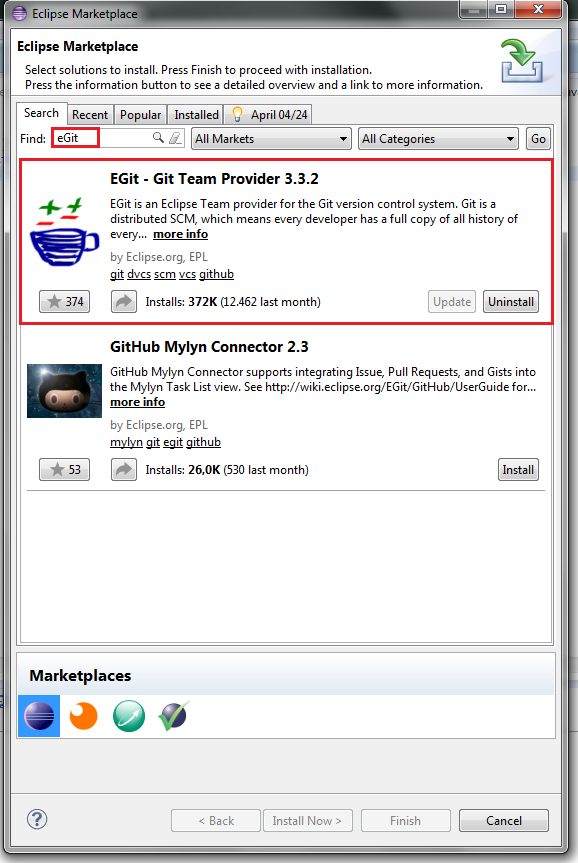 Eclipse Marketplace
Eclipse Marketplace
Select solutions to install. Press Finish to proceed with installation.
Press the information button to see a detailed overview and a link to more information.
Search Recent Popular Installed April 04/24
Find: eGit All Markets All Categories Go
EGit - Git Team Provider 3.3.2
EGit is an Eclipse Team provider for the Git version control system. Git is a
distributed SCM, which means every developer has a full copy of all history of
every... more info
by Eclipse.org, EPL
git dvcs scm vcs github
374 Installs: 372K (12.462 last month) Update Uninstall
GitHub Mylyn Connector 2.3
GitHub Mylyn Connector supports integrating Issue, Pull Requests, and Gists into
the Mylyn Task List view. See http://wiki.eclipse.org/EGit/GitHub/UserGuide for...
more info
by Eclipse.org, EPL
mylyn git egit github
53 Installs: 26,0K (530 last month) Install
Marketplaces
? < Back Install Now > Finish Cancel